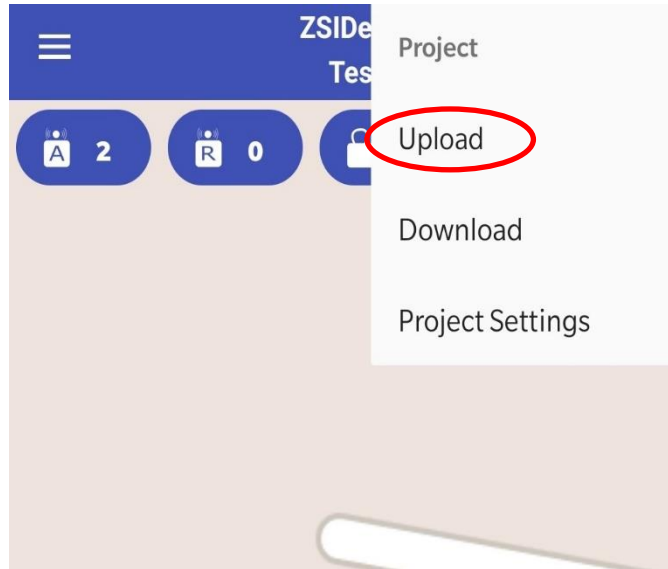 ZSIDe
Tes
Project
A 2
R 0
Upload
Download
Project Settings